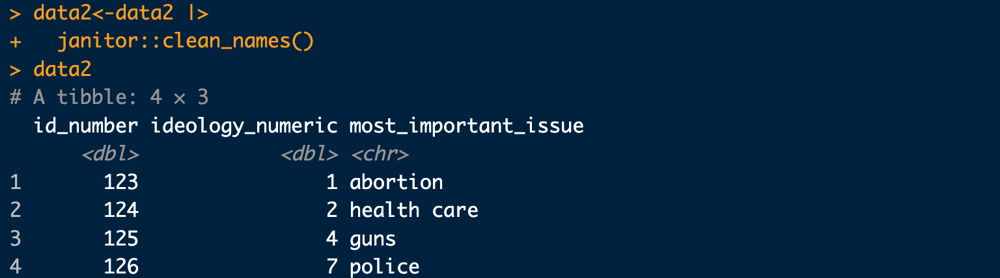 > data2<-data2 |>
+   janitor::clean_names()
> data2
# A tibble: 4 × 3
  id_number ideology_numeric most_important_issue
      <dbl>            <dbl> <chr>
1       123                1 abortion
2       124                2 health care
3       125                4 guns
4       126                7 police